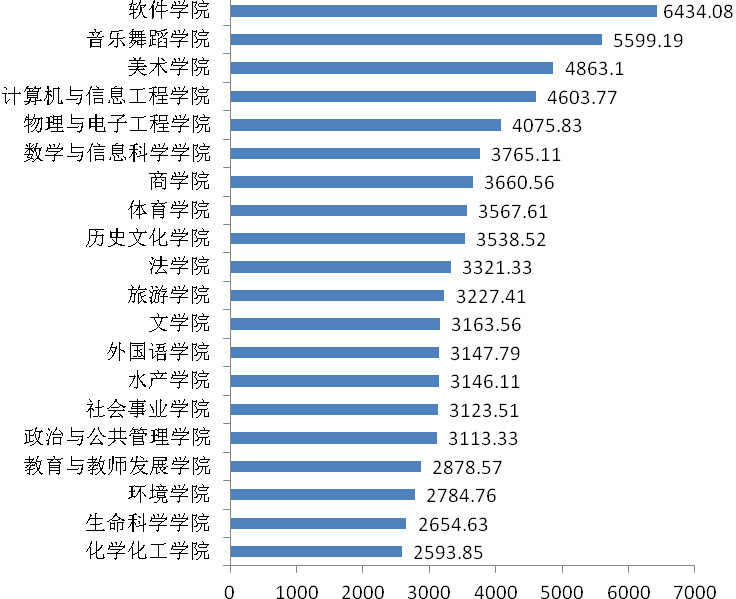 软件学院 6434.08
音乐舞蹈学院 5599.19
美术学院 4863.1
计算机与信息工程学院 4603.77
物理与电子工程学院 4075.83
数学与信息科学学院 3765.11
商学院 3660.56
体育学院 3567.61
历史文化学院 3538.52
法学院 3321.33
旅游学院 3227.41
文学院 3163.56
外国语学院 3147.79
水产学院 3146.11
社会事业学院 3123.51
政治与公共管理学院 3113.33
教育与教师发展学院 2878.57
环境学院 2784.76
生命科学学院 2654.63
化学化工学院 2593.85
0 1000 2000 3000 4000 5000 6000 7000